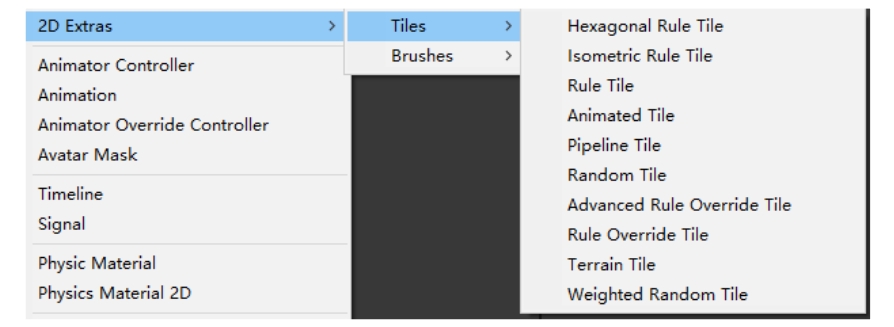 2D Extras
Animator Controller
Animation
Animator Override Controller
Avatar Mask
Timeline
Signal
Physic Material
Physics Material 2D
Tiles
Brushes
Hexagonal Rule Tile
Isometric Rule Tile
Rule Tile
Animated Tile
Pipeline Tile
Random Tile
Advanced Rule Override Tile
Rule Override Tile
Terrain Tile
Weighted Random Tile